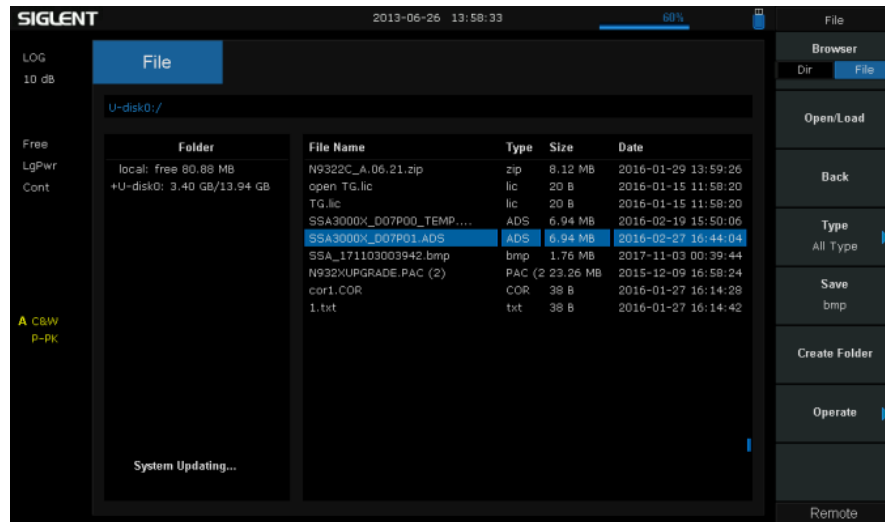 SIGLENT
2013-06-26 13:58:33
60%
File
LOG
10 dB
Free
LgPwr
Cont
A C&W
P-PK
File
U-disk0:/
Folder
local: free 80.88 MB
+U-disk0: 3.40 GB/13.94 GB
System Updating...
File Name Type Size Date
N9322C_A.06.21.zip zip 8.12 MB 2016-01-29 13:59:26
open TG.lic lic 20 B 2016-01-15 11:58:20
TG.lic lic 20 B 2016-01-15 11:58:20
SSA3000X_D07P00_TEMP.... ADS 6.94 MB 2016-02-19 15:50:06
SSA3000X_D07P01.ADS ADS 6.94 MB 2016-02-27 16:44:04
SSA_171103003942.bmp bmp 1.76 MB 2017-11-03 00:39:44
N932XUPGRADE.PAC (2) PAC (2 23.26 MB 2015-12-09 16:58:24
cor1.COR COR 38 B 2016-01-27 16:14:28
1.txt txt 38 B 2016-01-27 16:14:42
Browser
Dir File
Open/Load
Back
Type
All Type
Save
bmp
Create Folder
Operate
Remote